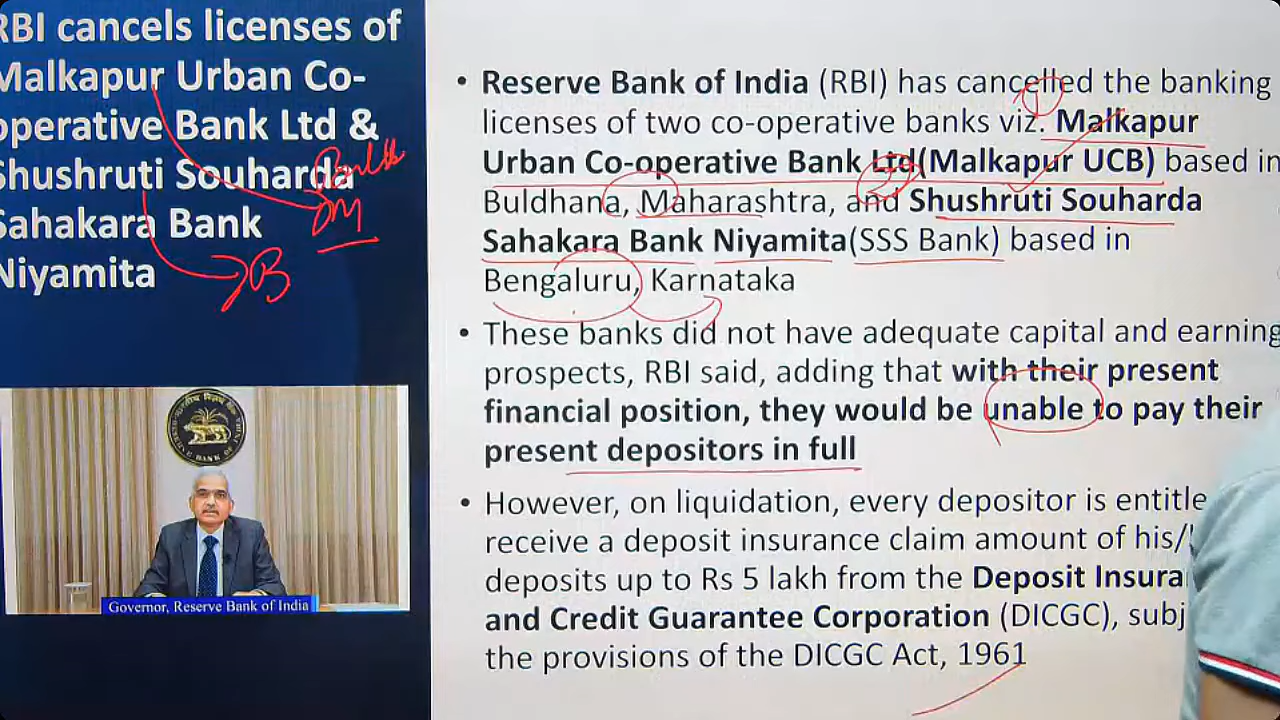 RBI cancels licenses of
Malkapur Urban Co-
operative Bank Ltd &
Shushruti Souharda
Sahakara Bank
Niyamita
M
B
Governor, Reserve Bank of India
• Reserve Bank of India (RBI) has cancelled the banking
licenses of two co-operative banks viz. Malkapur
Urban Co-operative Bank Ltd(Malkapur UCB) based in
Buldhana, Maharashtra, and Shushruti Souharda
Sahakara Bank Niyamita(SSS Bank) based in
Bengaluru, Karnataka
1
2
• These banks did not have adequate capital and earning
prospects, RBI said, adding that with their present
financial position, they would be unable to pay their
present depositors in full
• However, on liquidation, every depositor is entitle
receive a deposit insurance claim amount of his/
deposits up to Rs 5 lakh from the Deposit Insura
and Credit Guarantee Corporation (DICGC), subj
the provisions of the DICGC Act, 1961